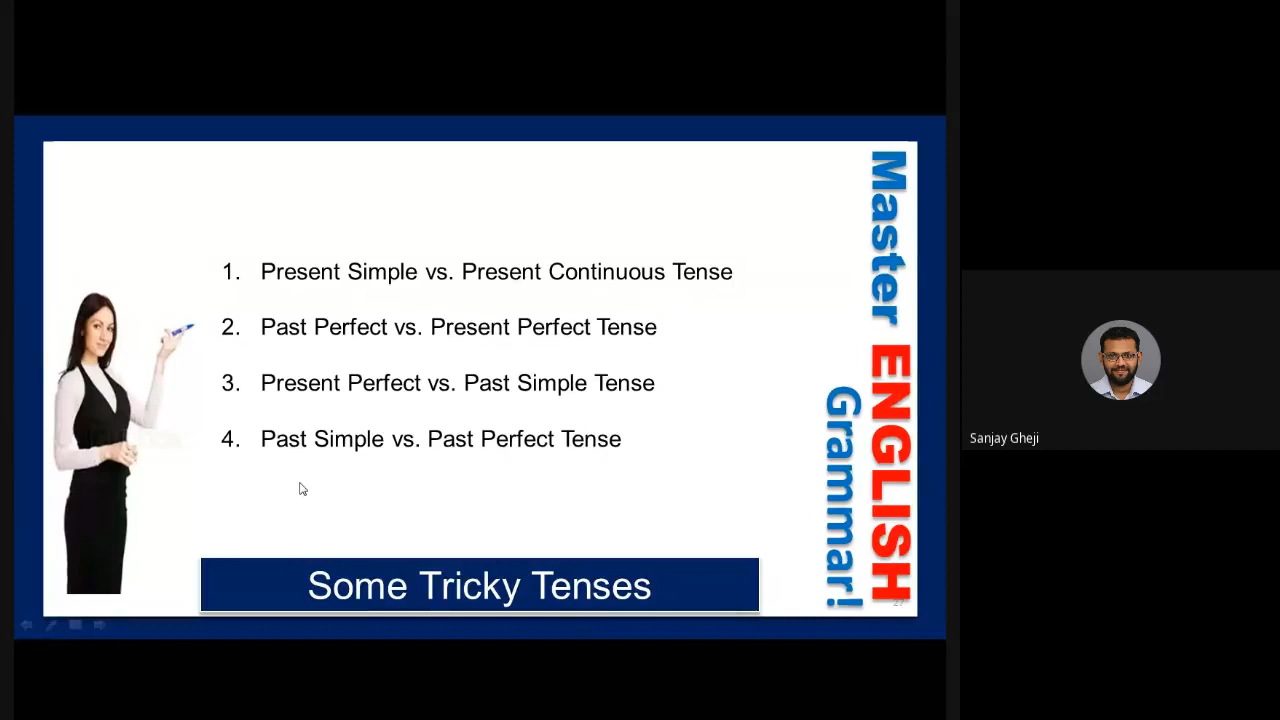 1. Present Simple vs. Present Continuous Tense
2. Past Perfect vs. Present Perfect Tense
3. Present Perfect vs. Past Simple Tense
4. Past Simple vs. Past Perfect Tense
Some Tricky Tenses
Master ENGLISH
Grammar!
27
Sanjay Gheji